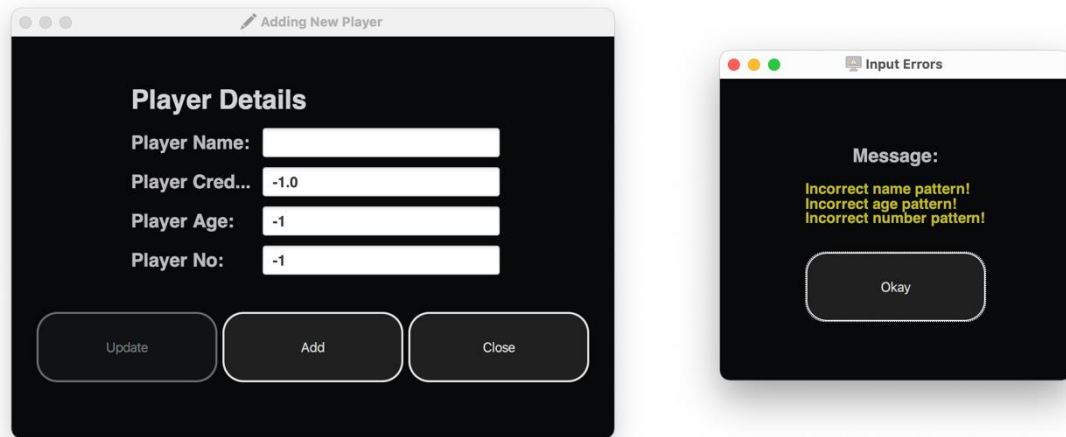 Adding New Player
Player Details
Player Name:
Player Cred... -1.0
Player Age: -1
Player No: -1
Update Add Close
Input Errors
Message:
Incorrect name pattern!
Incorrect age pattern!
Incorrect number pattern!
Okay